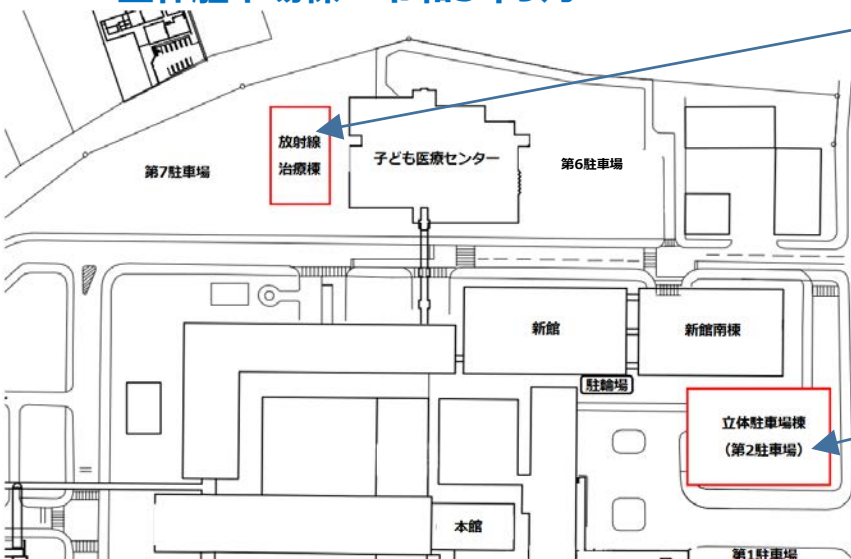 放射線
治療棟
子ども医療センター
第7駐車場
第6駐車場
新館
新館南棟
駐輪場
立体駐車場棟
（第2駐車場）
本館
第1駐車場